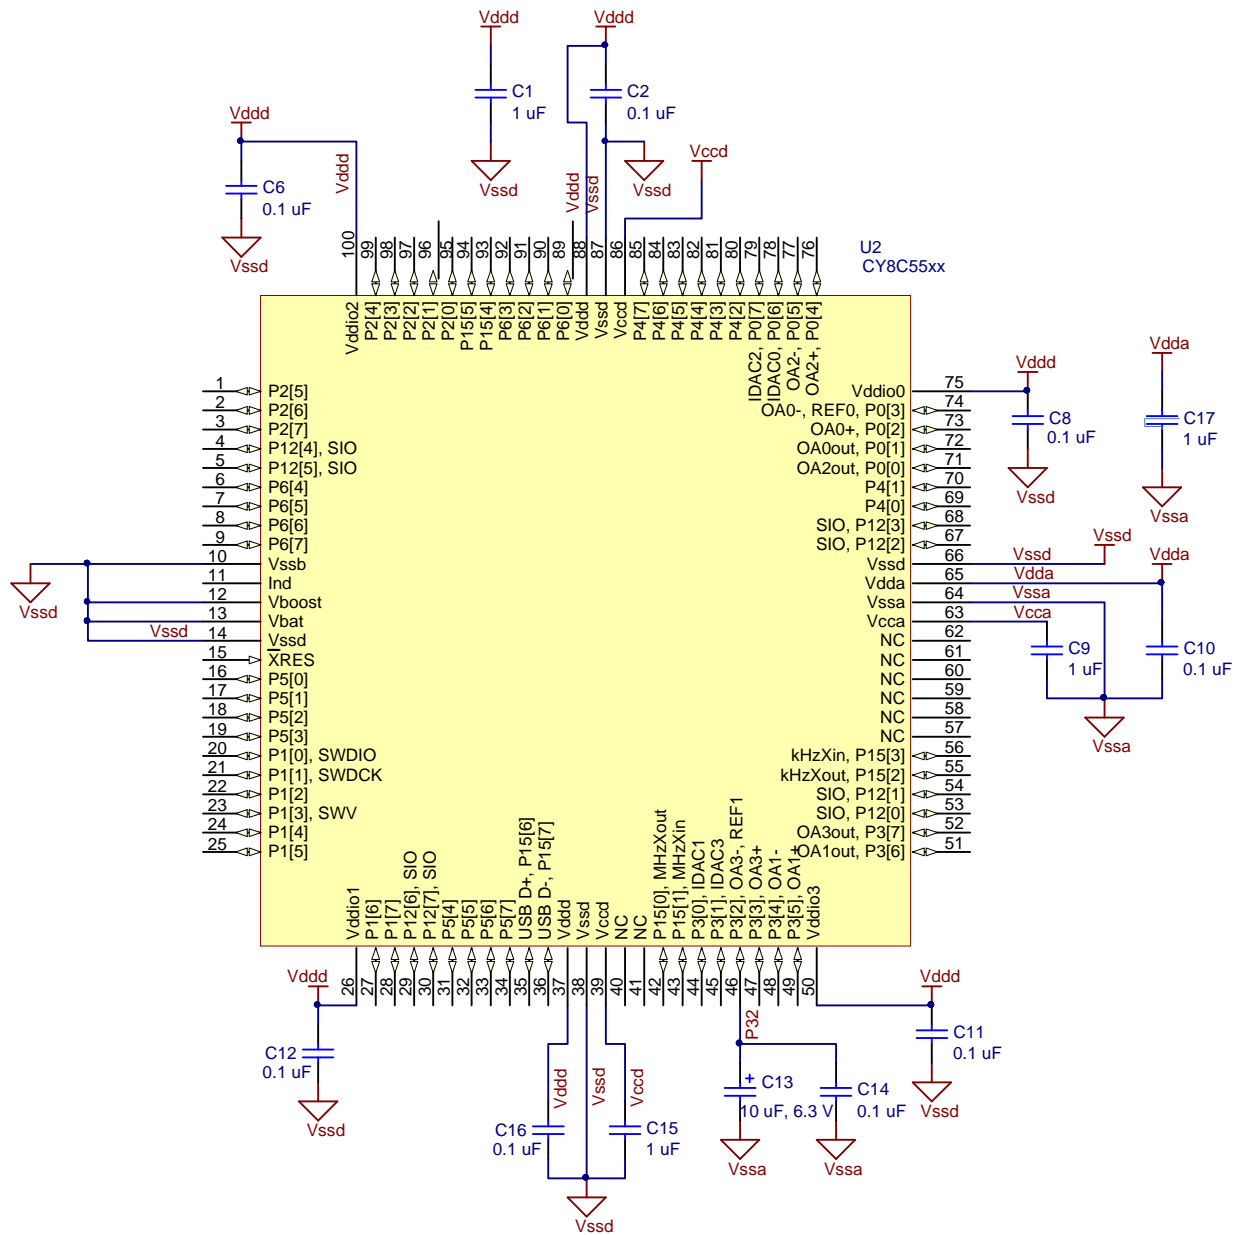 Vddd
C1
1 uF
Vssd
Vddd
C2
0.1 uF
Vssd
Vddd
C6
0.1 uF
Vssd
Vddd
Vddd
Vssd
Vccd
U2
CY8C55xx
100
99
98
97
96
95
94
93
92
91
90
89
88
87
86
85
84
83
82
81
80
79
78
77
76
Vddio2
P2[4]
P2[3]
P2[2]
P2[1]
P2[0]
P15[5]
P15[4]
P6[3]
P6[2]
P6[1]
P6[0]
Vddd
Vssd
Vccd
P4[7]
P4[6]
P4[5]
P4[4]
P4[3]
P4[2]
IDAC2, P0[7]
IDAC0, P0[6]
OA2-, P0[5]
OA2+, P0[4]
1 P2[5]
2 P2[6]
3 P2[7]
4 P12[4], SIO
5 P12[5], SIO
6 P6[4]
7 P6[5]
8 P6[6]
9 P6[7]
10 Vssb
11 Ind
12 Vboost
13 Vbat
Vssd 14 Vssd
15 XRES
16 P5[0]
17 P5[1]
18 P5[2]
19 P5[3]
20 P1[0], SWDIO
21 P1[1], SWDCK
22 P1[2]
23 P1[3], SWV
24 P1[4]
25 P1[5]
Vssd
Vddio0 75
OA0-, REF0, P0[3] 74
OA0+, P0[2] 73
OA0out, P0[1] 72
OA2out, P0[0] 71
P4[1] 70
P4[0] 69
SIO, P12[3] 68
SIO, P12[2] 67
Vssd 66 Vssd
Vdda 65 Vdda
Vssa 64 Vssa
Vcca 63 Vcca
NC 62
NC 61
NC 60
NC 59
NC 58
NC 57
kHzXin, P15[3] 56
kHzXout, P15[2] 55
SIO, P12[1] 54
SIO, P12[0] 53
OA3out, P3[7] 52
OA1out, P3[6] 51
Vddd
C8
0.1 uF
Vssd
Vdda
C17
1 uF
Vssa
Vssd
Vdda
C9
1 uF
C10
0.1 uF
Vssa
Vddio1
P1[6]
P1[7]
P12[6], SIO
P12[7], SIO
P5[4]
P5[5]
P5[6]
P5[7]
USB D+, P15[6]
USB D-, P15[7]
Vddd
Vssd
Vccd
NC
NC
P15[0], MHzXout
P15[1], MHzXin
P3[0], IDAC1
P3[1], IDAC3
P3[2], OA3-, REF1
P3[3], OA3+
P3[4], OA1-
P3[5], OA1+
Vddio3
26
27
28
29
30
31
32
33
34
35
36
37
38
39
40
41
42
43
44
45
46
47
48
49
50
Vddd
C12
0.1 uF
Vssd
Vddd
Vssd
Vccd
C16
0.1 uF
C15
1 uF
Vssd
P32
+
C13
10 uF, 6.3 V
Vssa
C14
0.1 uF
Vssa
Vddd
C11
0.1 uF
Vssd